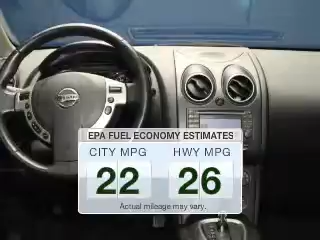 EPA FUEL ECONOMY ESTIMATES
CITY MPG HWY MPG
22 26
Actual mileage may vary.